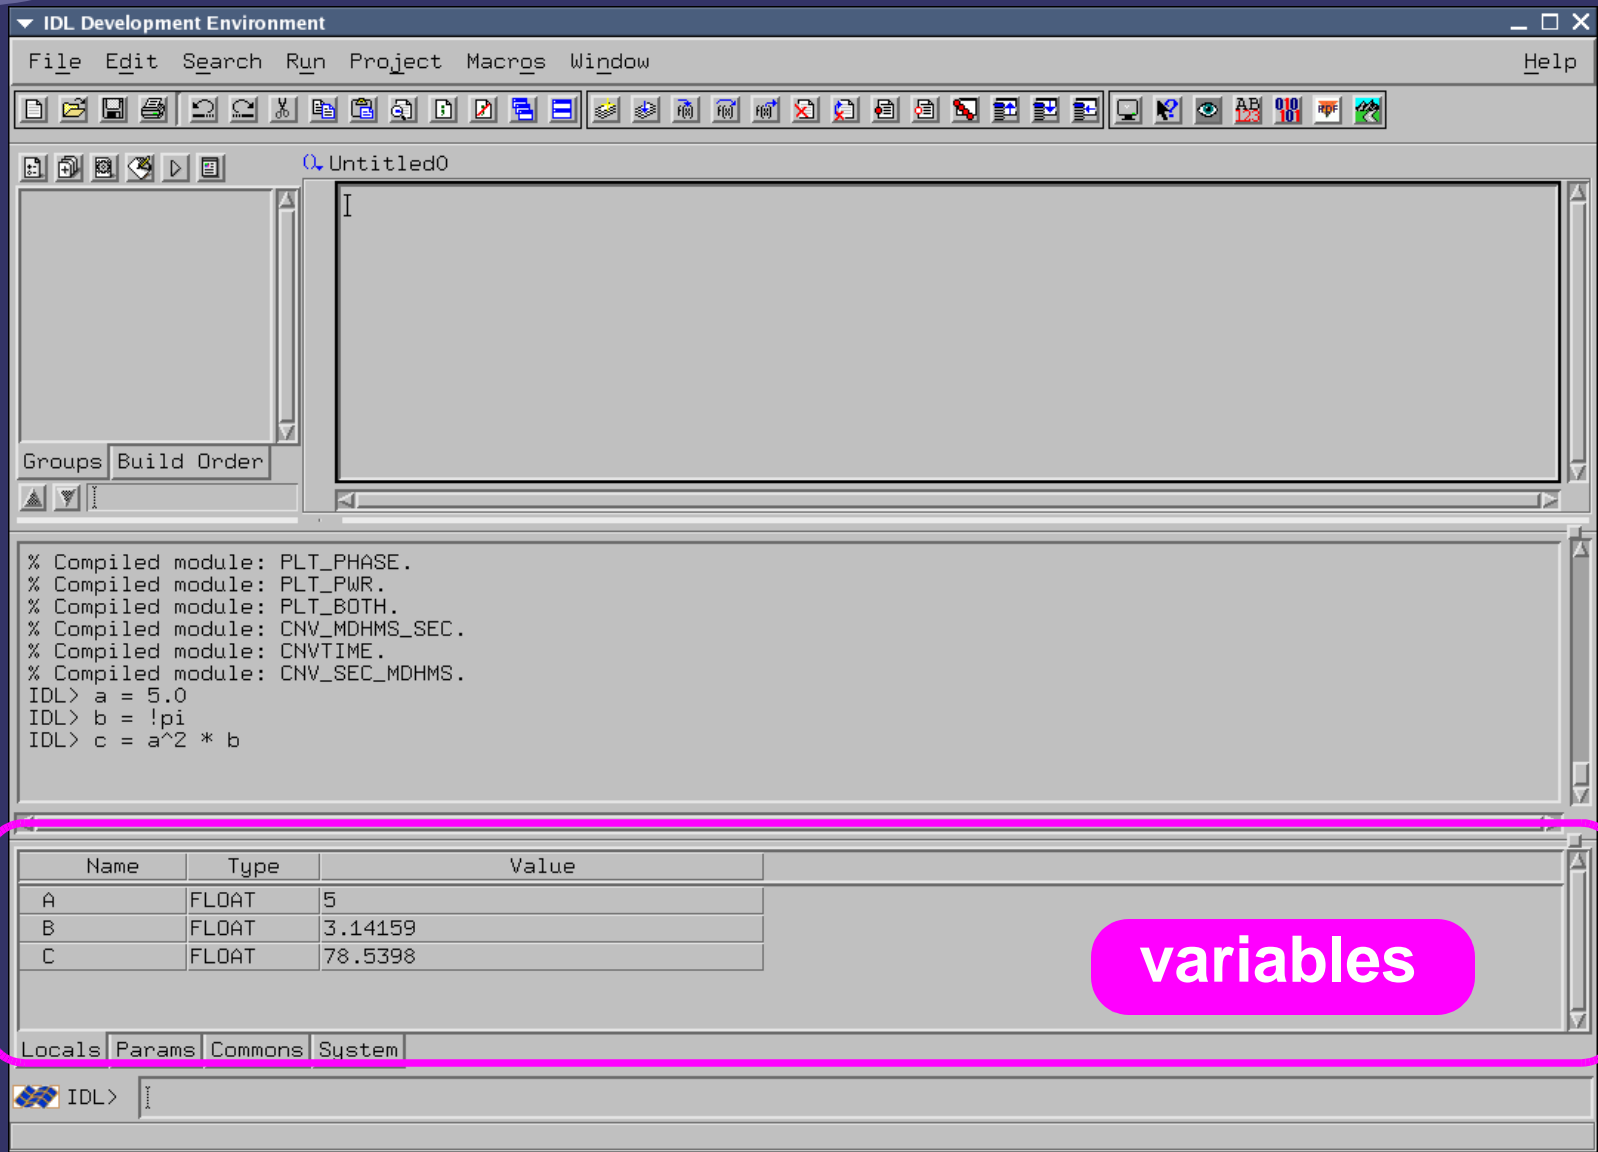 IDL Development Environment
File Edit Search Run Project Macros Window Help
Untitled0
Groups Build Order
% Compiled module: PLT_PHASE.
% Compiled module: PLT_PWR.
% Compiled module: PLT_BOTH.
% Compiled module: CNV_MDHMS_SEC.
% Compiled module: CNVTIME.
% Compiled module: CNV_SEC_MDHMS.
IDL> a = 5.0
IDL> b = !pi
IDL> c = a^2 * b
Name Type Value
A FLOAT 5
B FLOAT 3.14159
C FLOAT 78.5398
variables
Locals Params Commons System
IDL>